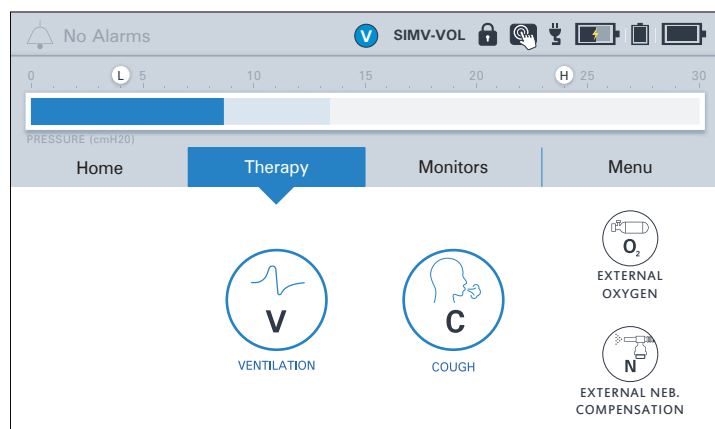 No Alarms
V SIMV-VOL
0 L 5 10 15 20 H 25 30
PRESSURE (cmH20)
Home Therapy Monitors Menu
V
VENTILATION
C
COUGH
O₂
EXTERNAL
OXYGEN
N
EXTERNAL NEB.
COMPENSATION